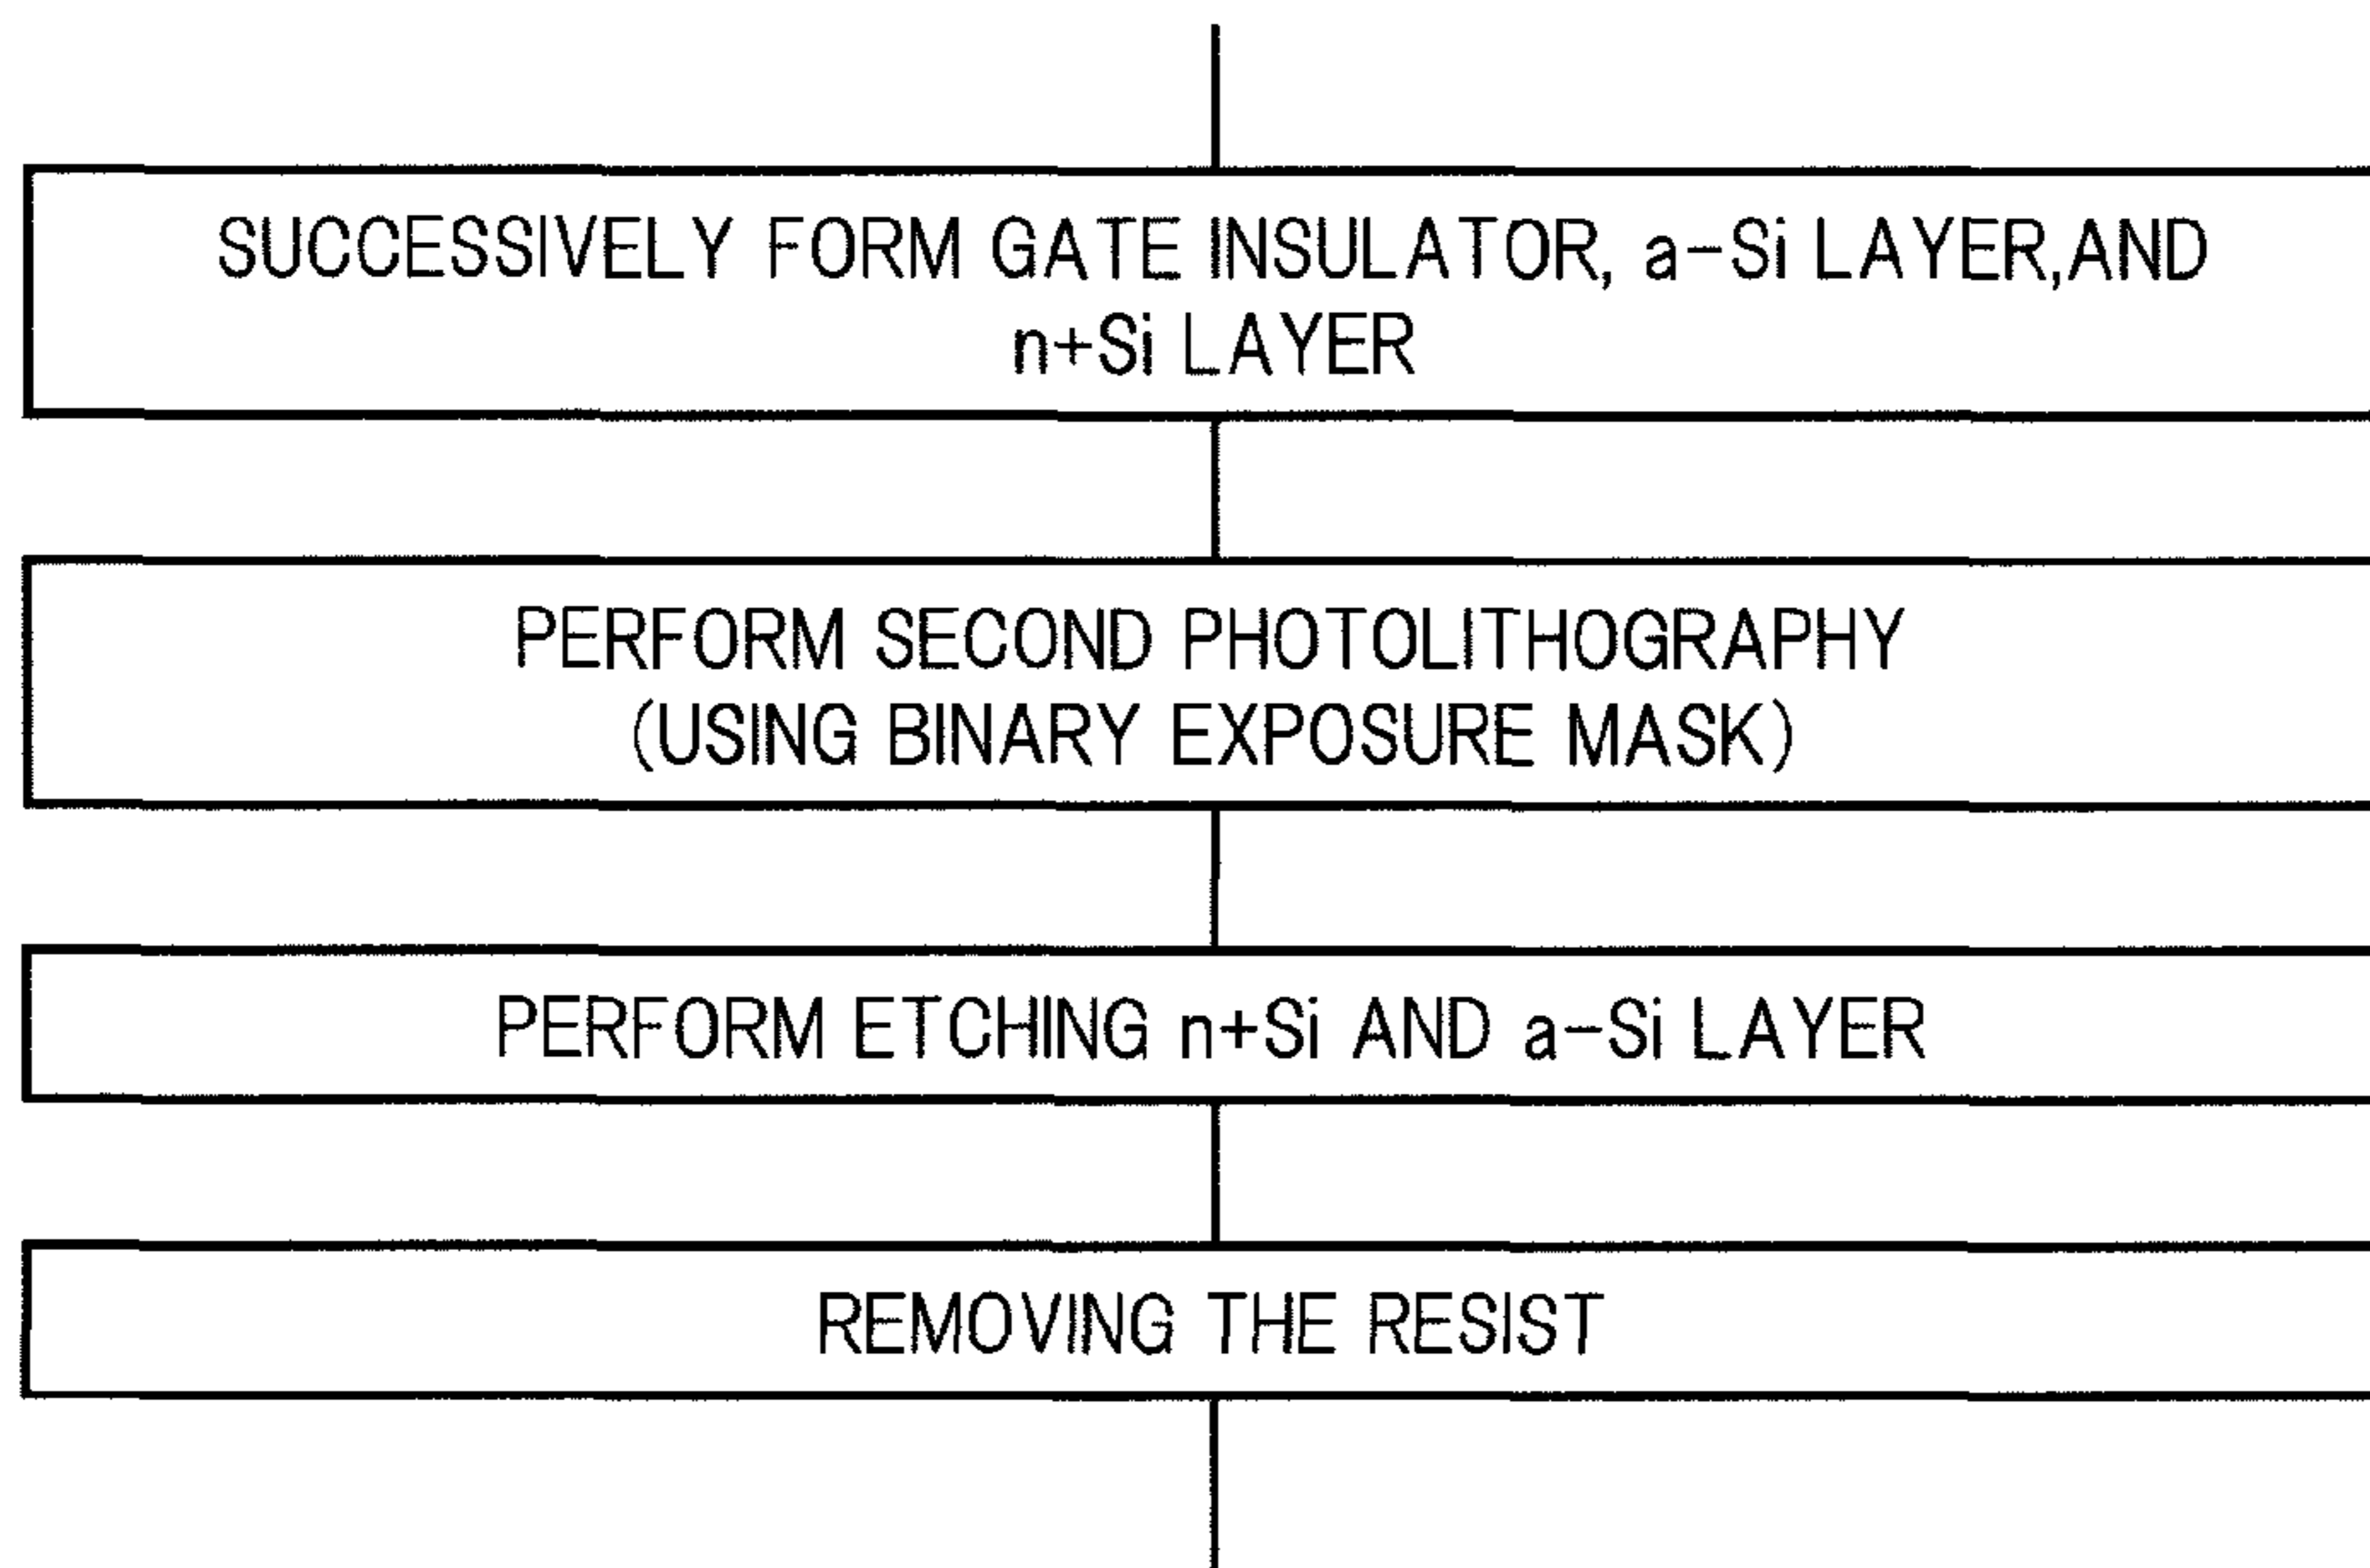 SUCCESSIVELY FORM GATE INSULATOR, a-Si LAYER,AND
n+Si LAYER
PERFORM SECOND PHOTOLITHOGRAPHY
(USING BINARY EXPOSURE MASK)
PERFORM ETCHING n+Si AND a-Si LAYER
REMOVING THE RESIST